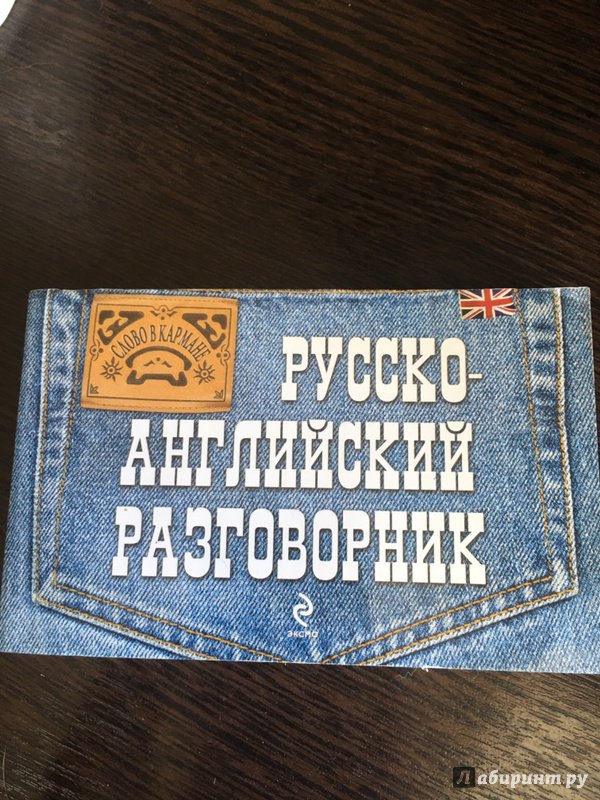 СЛОВО В КАРМАНЕ
РУССКО-
АНГЛИЙСКИЙ
РАЗГОВОРНИК
ЭКСМО
Лабиринт.ру